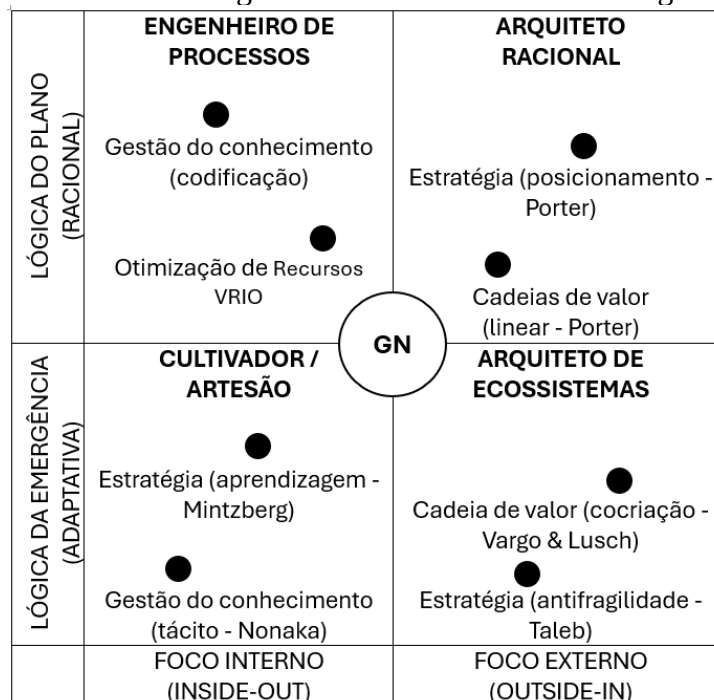 ENGENHEIRO DE
PROCESSOS
ARQUITETO
RACIONAL
LÓGICA DO PLANO
(RACIONAL)
Gestão do conhecimento
(codificação)
Otimização de Recursos
VRIO
Estratégia (posicionamento -
Porter)
Cadeias de valor
(linear - Porter)
GN
CULTIVADOR /
ARTESÃO
ARQUITETO DE
ECOSSISTEMAS
LÓGICA DA EMERGÊNCIA
(ADAPTATIVA)
Estratégia (aprendizagem -
Mintzberg)
Gestão do conhecimento
(tácito - Nonaka)
Cadeia de valor (cocriação -
Vargo & Lusch)
Estratégia (antifragilidade -
Taleb)
FOCO INTERNO
(INSIDE-OUT)
FOCO EXTERNO
(OUTSIDE-IN)